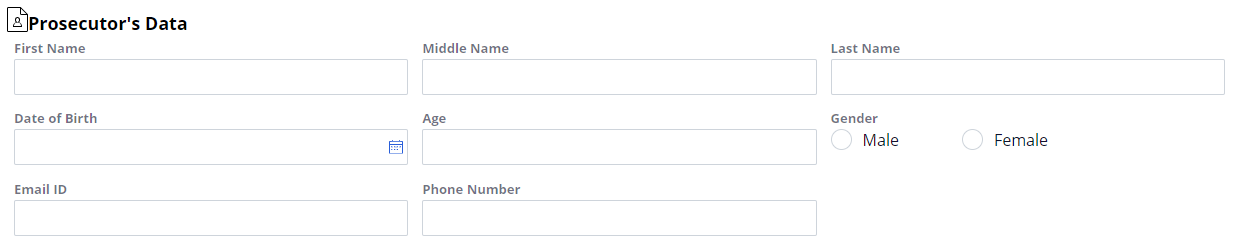 Prosecutor's Data
First Name Middle Name Last Name
Date of Birth Age Gender
Male Female
Email ID Phone Number